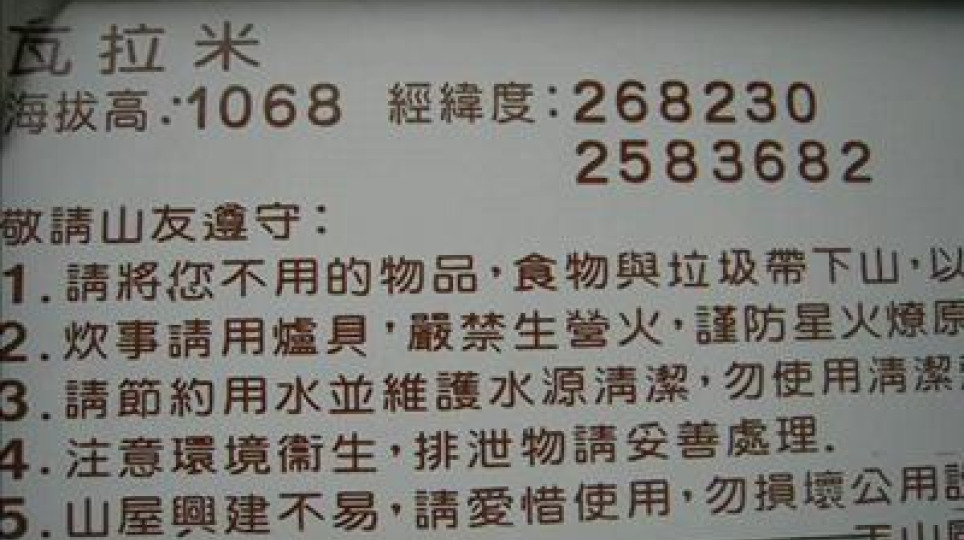 瓦拉米
海拔高:1068 經緯度:268230
2583682
敬請山友遵守:
1.請將您不用的物品,食物與垃圾帶下山,以
2.炊事請用爐具,嚴禁生營火,謹防星火燎原
3.請節約用水並維護水源清潔,勿使用清潔
4.注意環境衞生,排泄物請妥善處理.
5.山屋興建不易,請愛惜使用,勿損壞公用設
玉山國